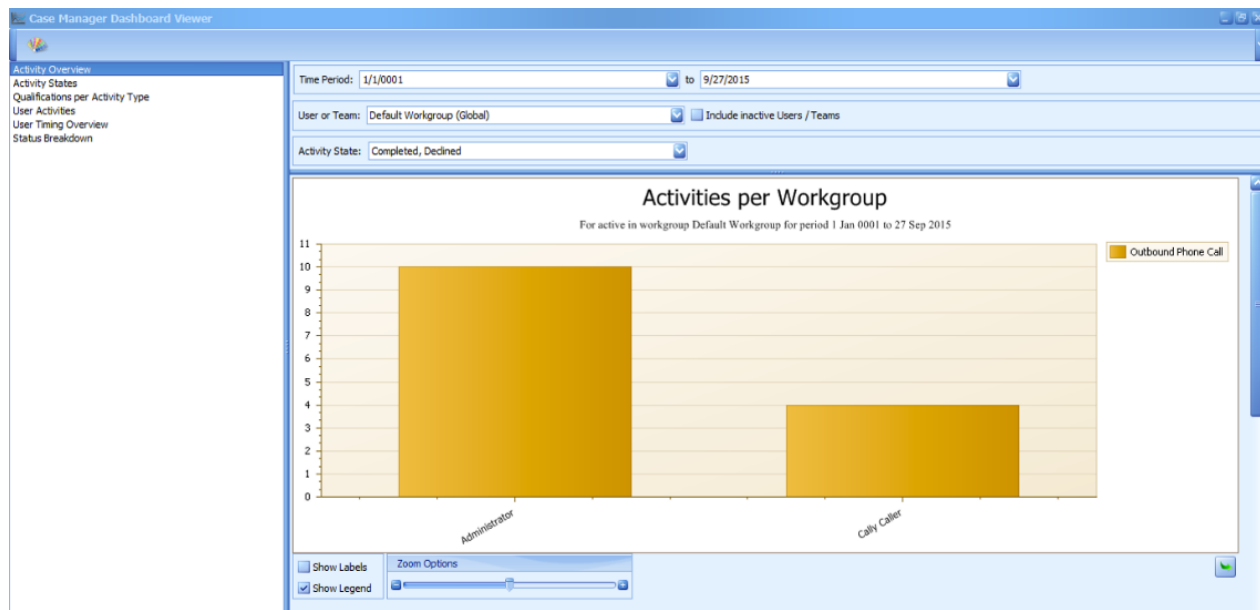 Case Manager Dashboard Viewer
Activity Overview
Activity States
Qualifications per Activity Type
User Activities
User Timing Overview
Status Breakdown
Time Period: 1/1/0001 to 9/27/2015
User or Team: Default Workgroup (Global) Include inactive Users / Teams
Activity State: Completed, Declined
Activities per Workgroup
For active in workgroup Default Workgroup for period 1 Jan 0001 to 27 Sep 2015
11
10
9
8
7
6
5
4
3
2
1
0
Outbound Phone Call
Administrator
Cally Caller
Show Labels
Show Legend
Zoom Options